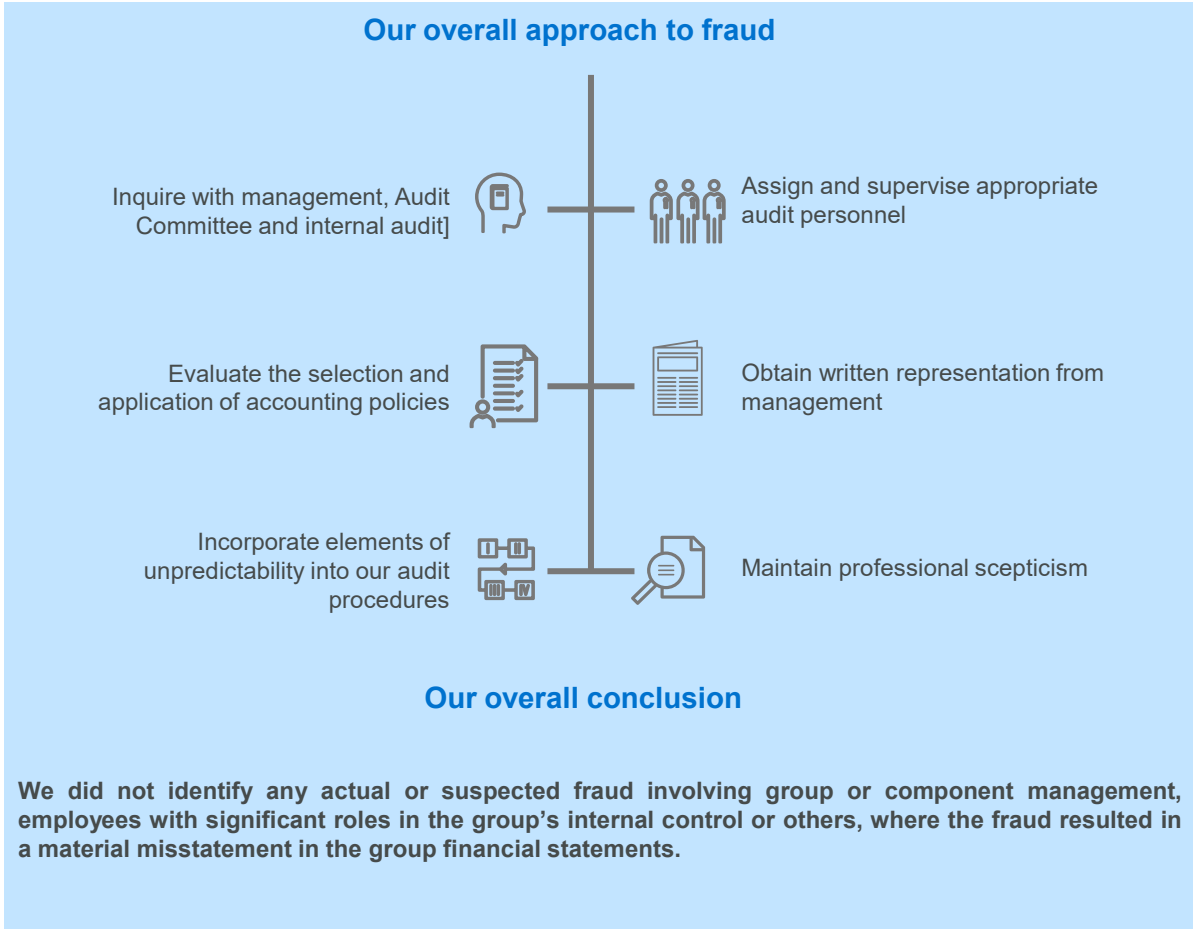 Our overall approach to fraud
Inquire with management, Audit
Committee and internal audit]
Assign and supervise appropriate
audit personnel
Evaluate the selection and
application of accounting policies
Obtain written representation from
management
Incorporate elements of
unpredictability into our audit
procedures
I II
III IV
Maintain professional scepticism
Our overall conclusion
We did not identify any actual or suspected fraud involving group or component management,
employees with significant roles in the group's internal control or others, where the fraud resulted in
a material misstatement in the group financial statements.